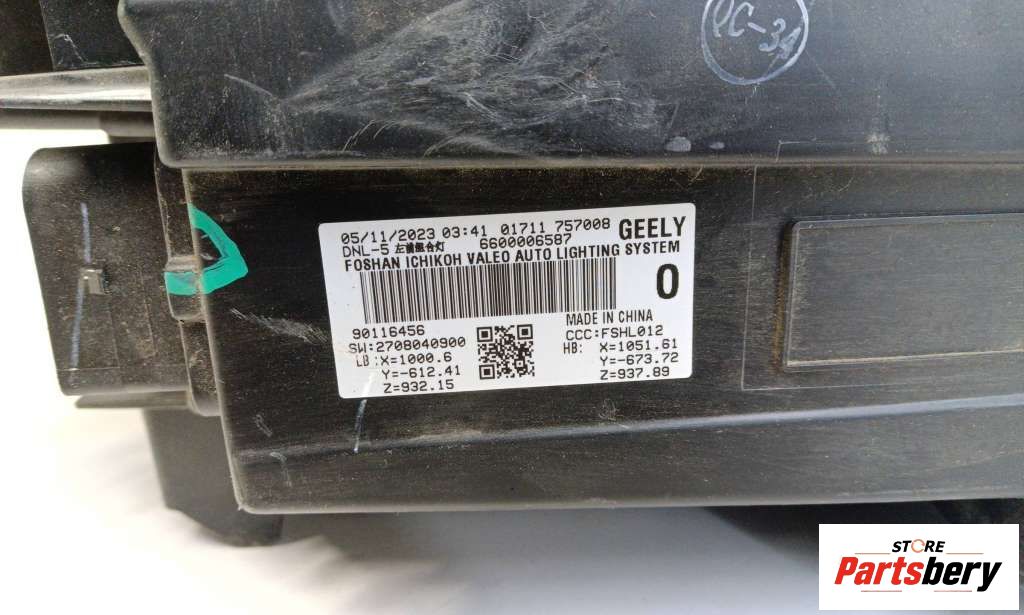 PC-34
05/11/2023 03:41 01711 757008 GEELY
DNL-5 左前组合灯 6600006587
FOSHAN ICHIKOH VALEO AUTO LIGHTING SYSTEM
0
MADE IN CHINA
90116456 CCC:FSHL012
SW:2708040900 HB: X=1051.61
LB :X=1000.6 Y=-673.72
Y=-612.41 Z=937.89
Z=932.15
STORE
Partsbery